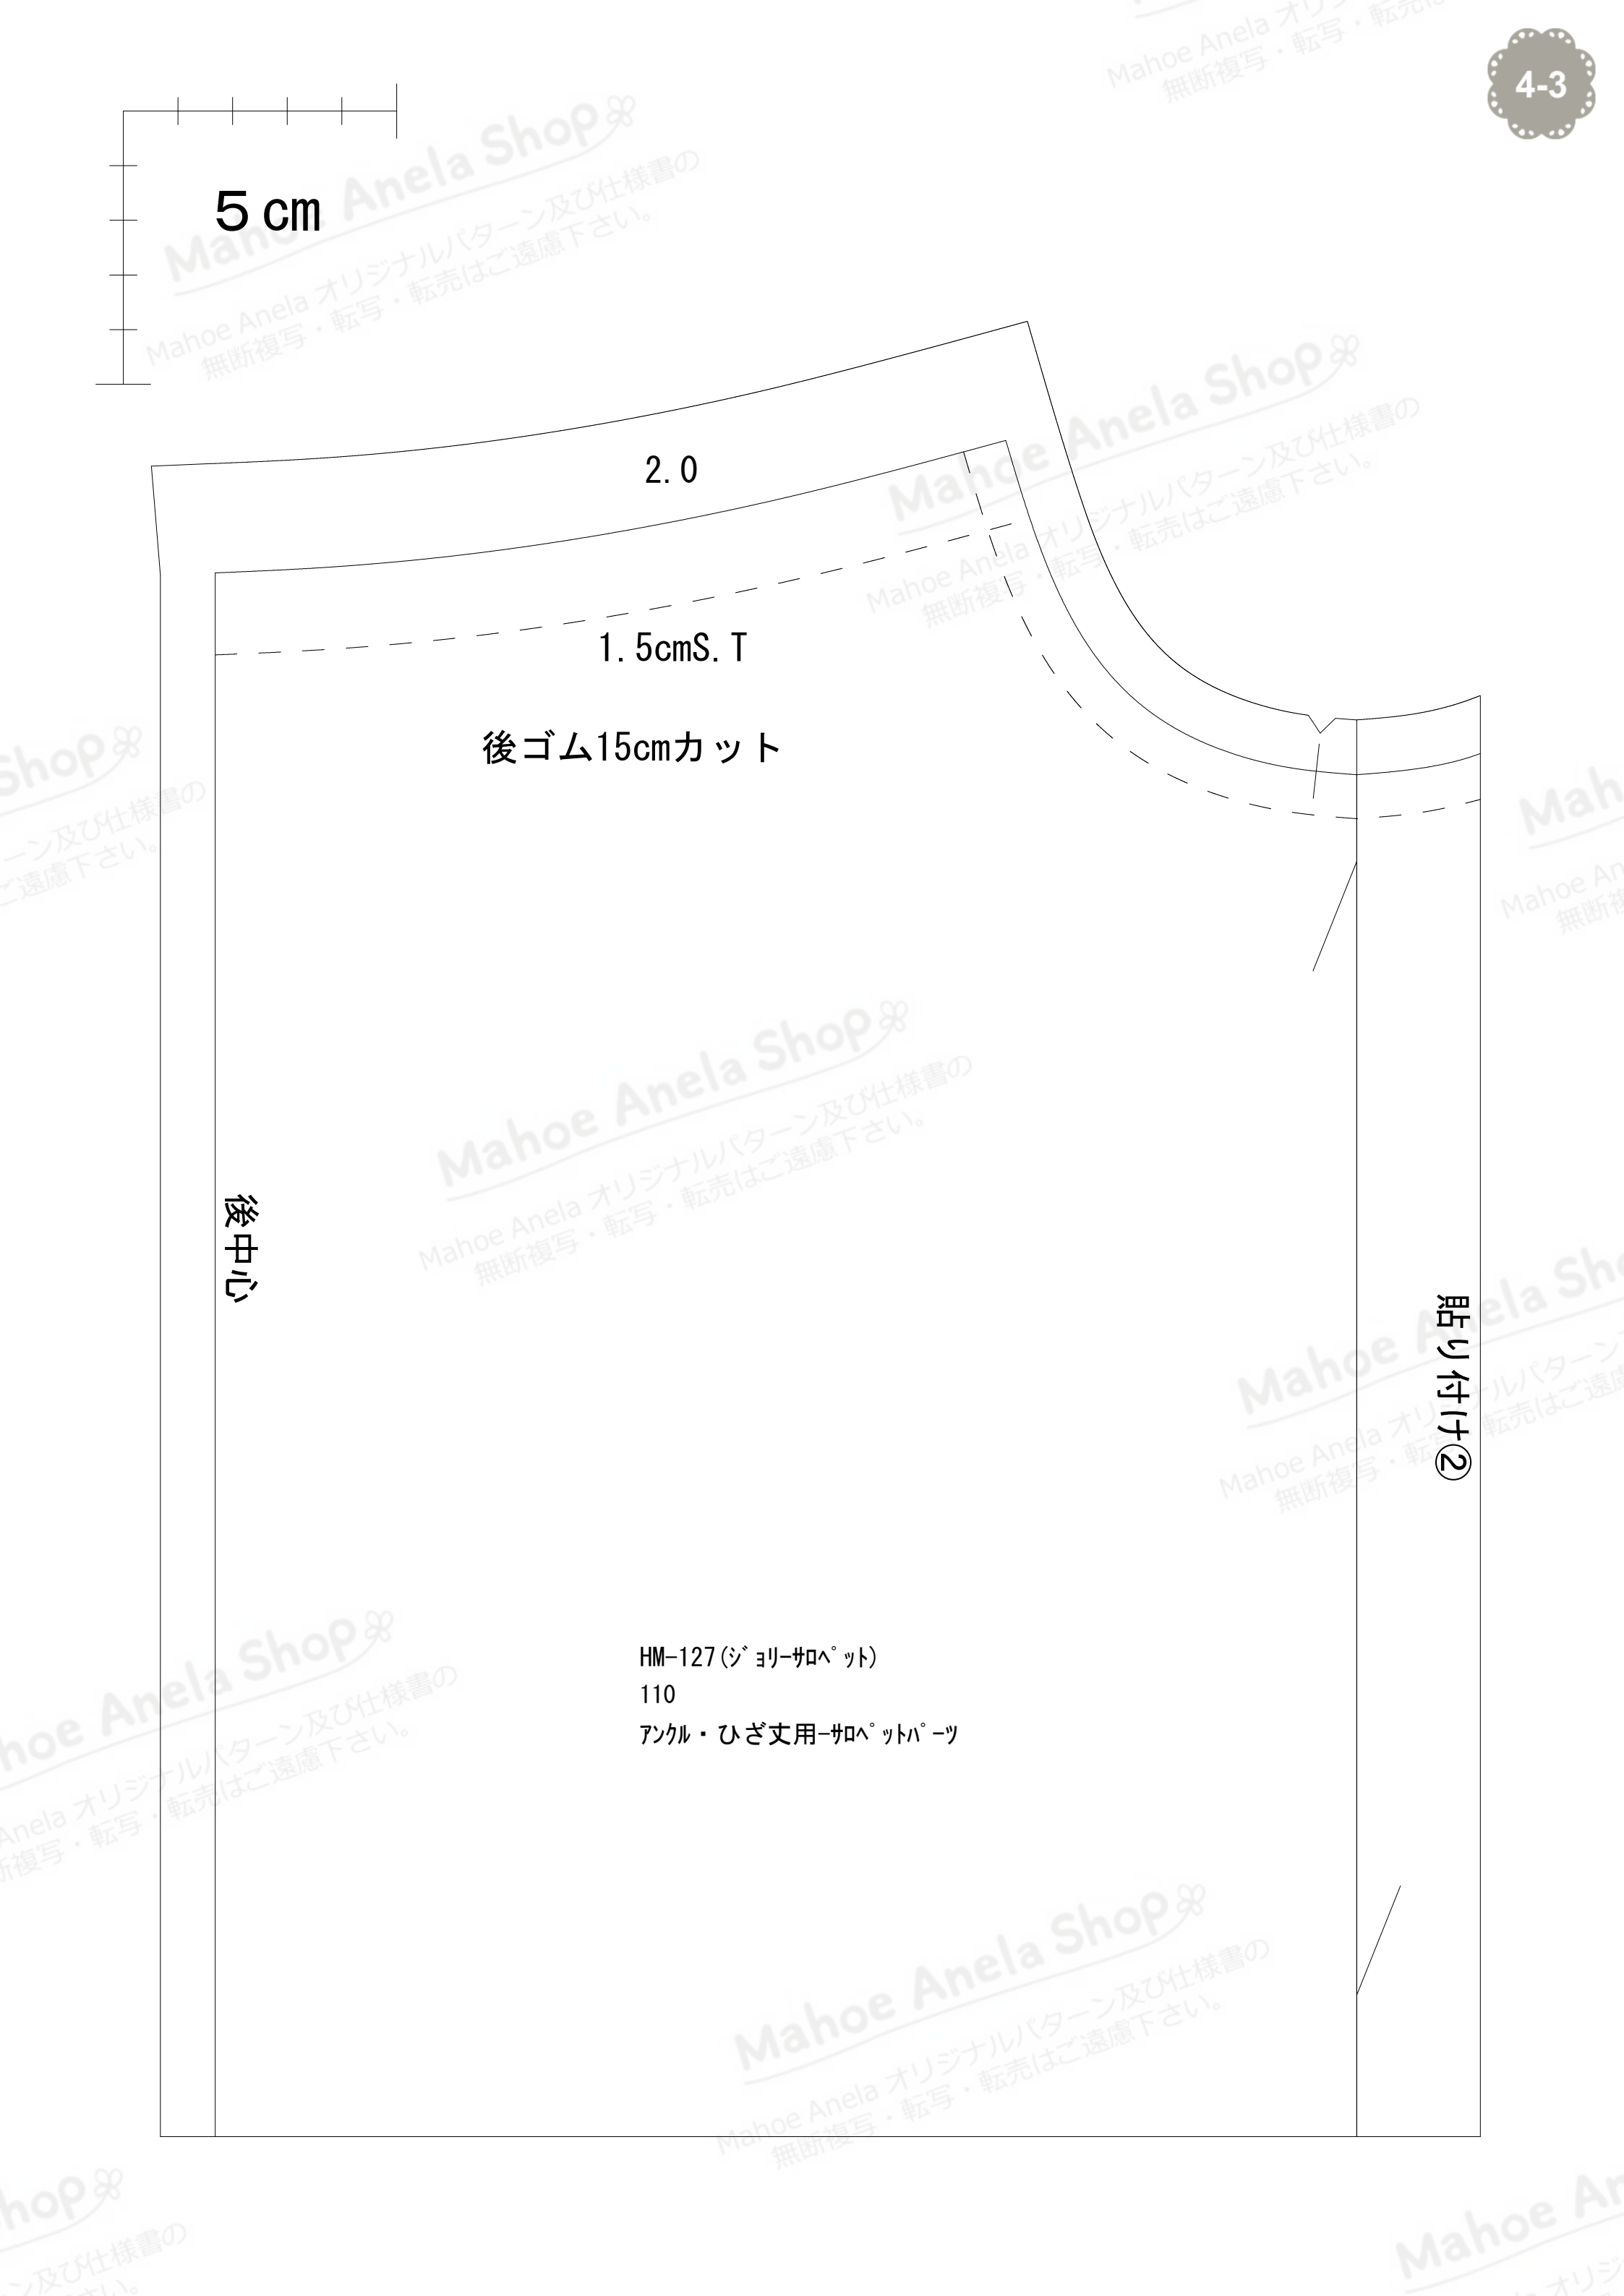 4-3
5cm
2.0
1.5cmS.T
後ゴム15cmカット
後中心
貼り付け②
HM-127(ｼﾞｮﾘｰｻﾛﾍﾟｯﾄ)
110
ｱﾝｸﾙ・ひざ丈用-ｻﾛﾍﾟｯﾄﾊﾟｰﾂ
Mahoe Anela Shop
Mahoe Anela オリジナルパターン及び仕様書の
無断複写・転写・転売はご遠慮下さい。